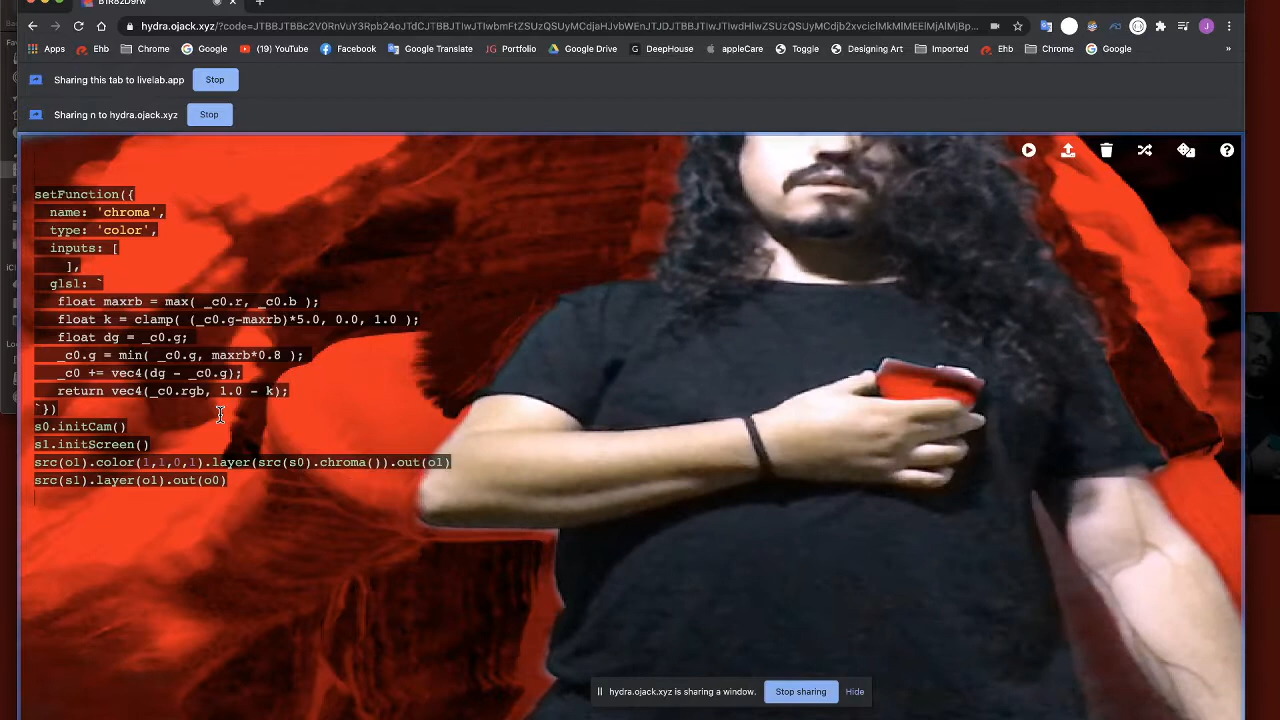 hydra.ojack.xyz
Apps Ehb Chrome Google (19) YouTube Facebook Google Translate Portfolio Google Drive DeepHouse appleCare Toggle Designing Art Imported Ehb Chrome Google »
Sharing this tab to livelab.app Stop
Sharing n to hydra.ojack.xyz Stop
setFunction({
name: 'chroma',
type: 'color',
inputs: [
],
glsl: `
float maxrb = max( _c0.r, _c0.b );
float k = clamp( (_c0.g-maxrb)*5.0, 0.0, 1.0 );
float dg = _c0.g;
_c0.g = min( _c0.g, maxrb*0.8 );
_c0 += vec4(dg - _c0.g);
return vec4(_c0.rgb, 1.0 - k);
`})
s0.initCam()
s1.initScreen()
src(o1).color(1,1,0,1).layer(src(s0).chroma()).out(o1)
src(s1).layer(o1).out(o0)
hydra.ojack.xyz is sharing a window. Stop sharing Hide